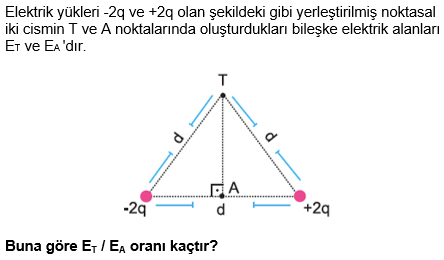 Elektrik yükleri -2q ve +2q olan şekildeki gibi yerleştirilmiş noktasal
iki cismin T ve A noktalarında oluşturdukları bileşke elektrik alanları
ET ve EA'dır.
T
d
d
A
-2q
d
+2q
Buna göre ET / EA oranı kaçtır?